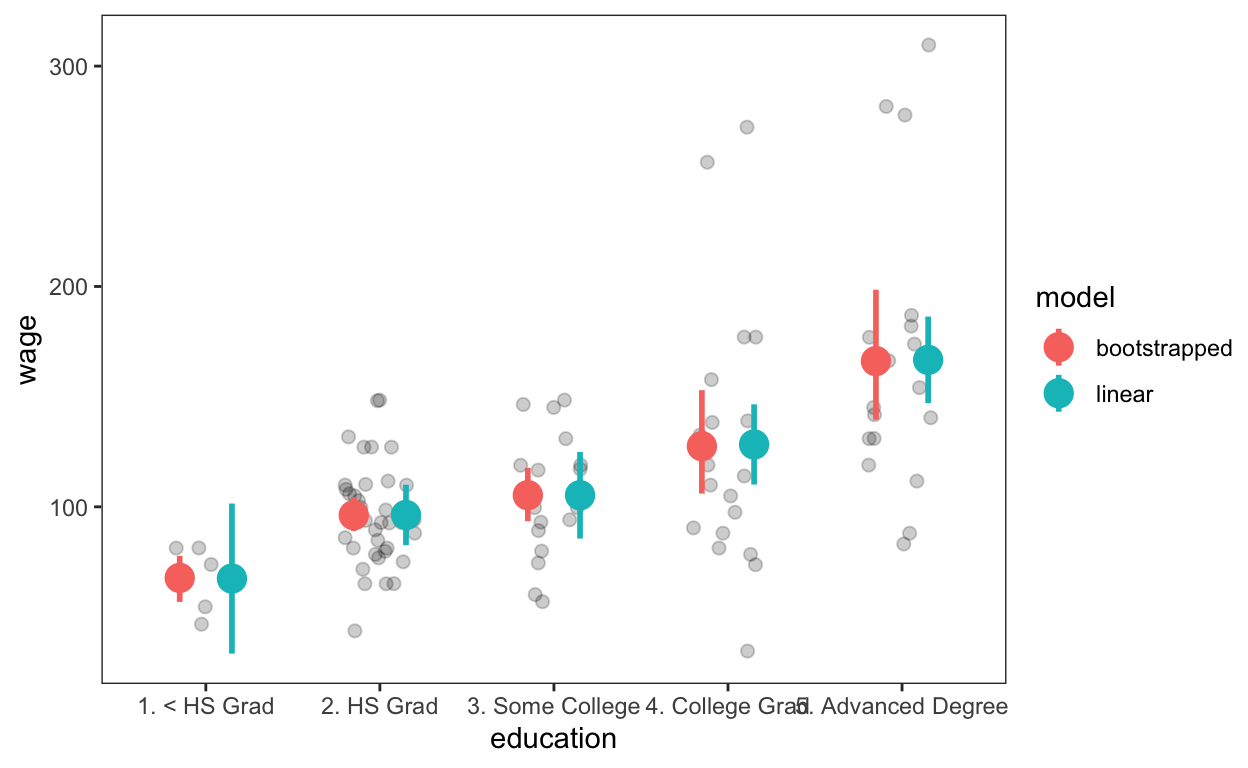 300
200
100
wage
1. < HS Grad
2. HS Grad
3. Some College
4. College Grad
5. Advanced Degree
education
model
bootstrapped
linear